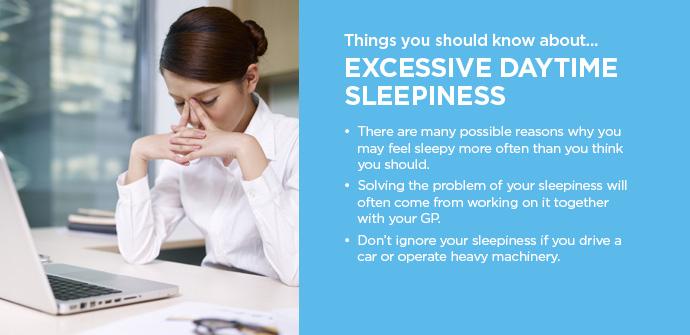 Things you should know about...
EXCESSIVE DAYTIME
SLEEPINESS
• There are many possible reasons why you
may feel sleepy more often than you think
you should.
• Solving the problem of your sleepiness will
often come from working on it together
with your GP.
• Don't ignore your sleepiness if you drive a
car or operate heavy machinery.